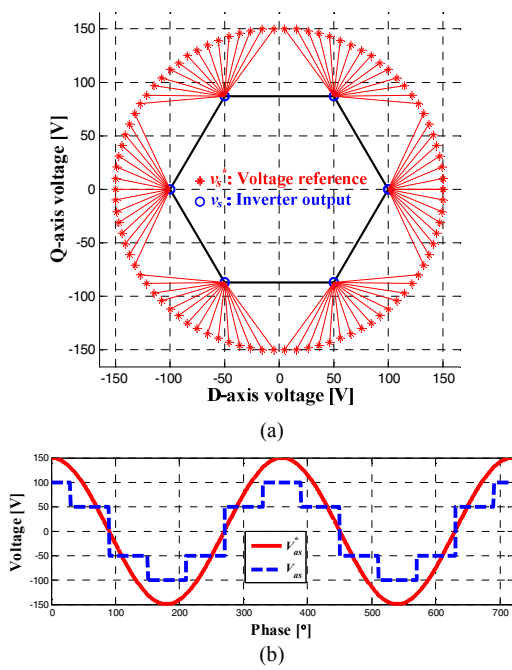 150
100
50
0
-50
-100
-150
Q-axis voltage [V]
* vs*: Voltage reference
o vs: Inverter output
-150 -100 -50 0 50 100 150
D-axis voltage [V]
(a)
150
100
50
0
-50
-100
150
Voltage [V]
V*as
Vas
0 100 200 300 400 500 600 700
Phase [°]
(b)